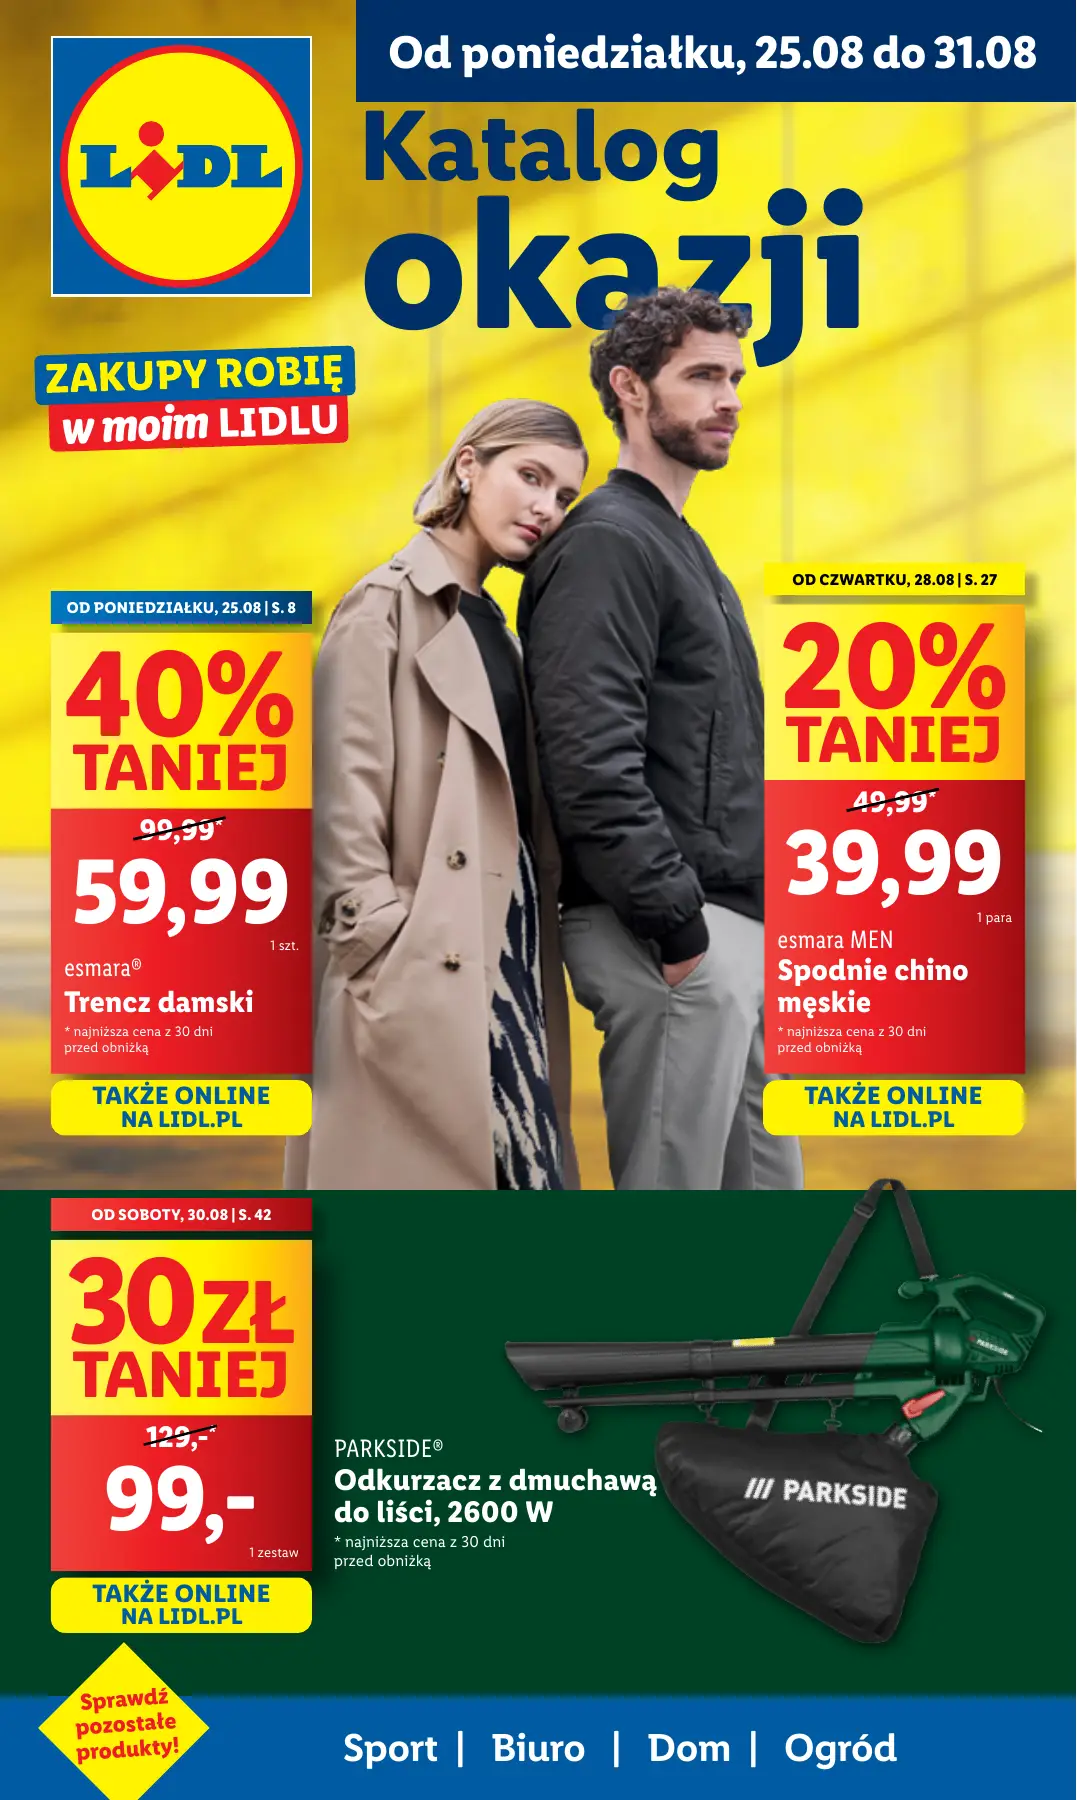 Od poniedziałku, 25.08 do 31.08
LIDL
Katalog
okazji
ZAKUPY ROBIĘ
w moim LIDLU
OD PONIEDZIAŁKU, 25.08 | S. 8
40%
TANIEJ
99,99*
59,99
1 szt.
esmara®
Trencz damski
* najniższa cena z 30 dni
przed obniżką
TAKŻE ONLINE
NA LIDL.PL
OD CZWARTKU, 28.08 | S. 27
20%
TANIEJ
49,99*
39,99
1 para
esmara MEN
Spodnie chino
męskie
* najniższa cena z 30 dni
przed obniżką
TAKŻE ONLINE
NA LIDL.PL
OD SOBOTY, 30.08 | S. 42
30 ZŁ
TANIEJ
129,-*
99,-
1 zestaw
TAKŻE ONLINE
NA LIDL.PL
PARKSIDE®
Odkurzacz z dmuchawą
do liści, 2600 W
* najniższa cena z 30 dni
przed obniżką
PARKSIDE
/// PARKSIDE
Sprawdź
pozostałe
produkty!
Sport | Biuro | Dom | Ogród